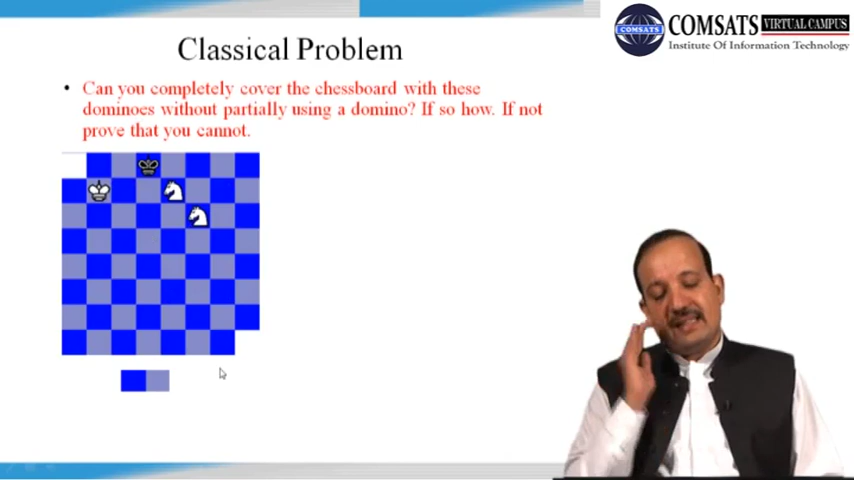 COMSATS VIRTUAL CAMPUS
COMSATS
Institute Of Information Technology
Classical Problem
• Can you completely cover the chessboard with these
dominoes without partially using a domino? If so how. If not
prove that you cannot.